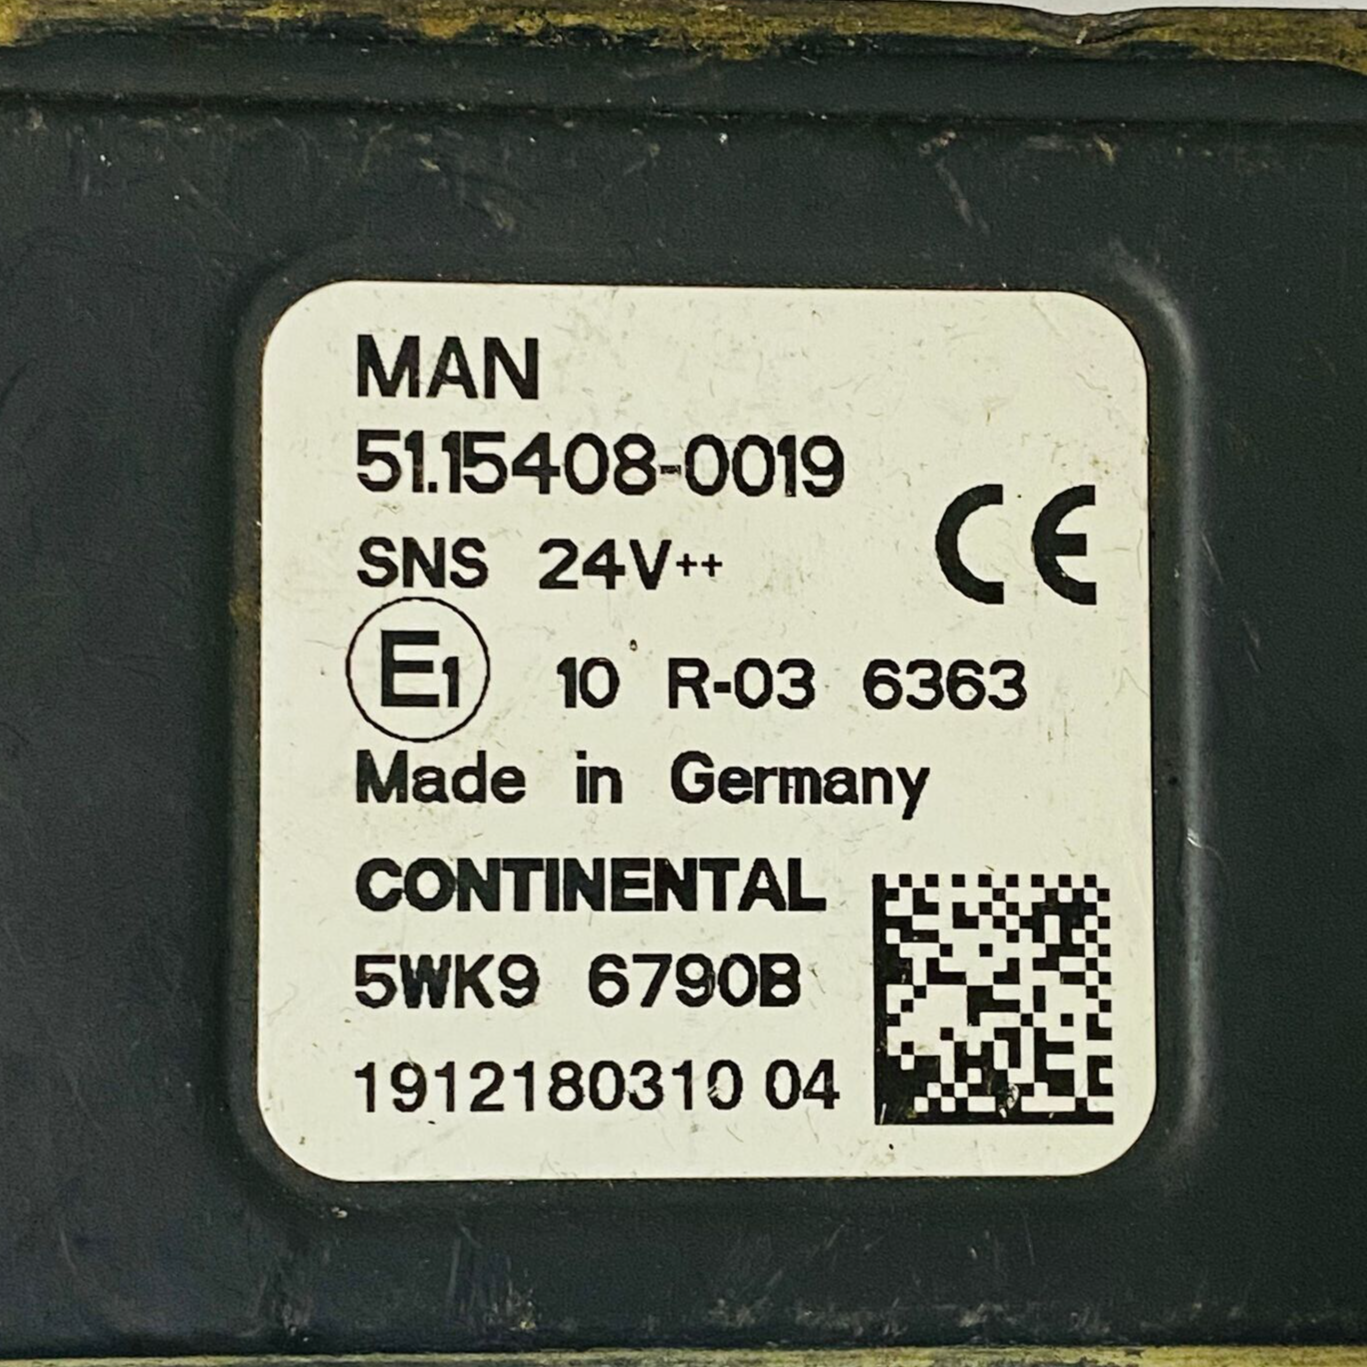 MAN
51.15408-0019
SNS 24V++
CE
E1 10 R-03 6363
Made in Germany
CONTINENTAL
5WK9 6790B
1912180310 04